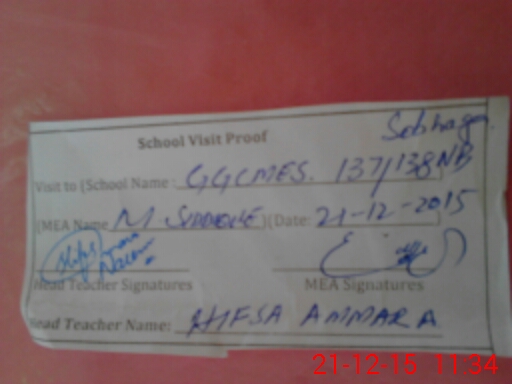 School Visit Proof
Visit to (School Name: GGCMES. 137/138NB
(MEA Name M )(Date: 21-12-2015
Head Teacher Signatures MEA Signatures
Head Teacher Name: HIFSA AMMARA
21-12-15 11:34